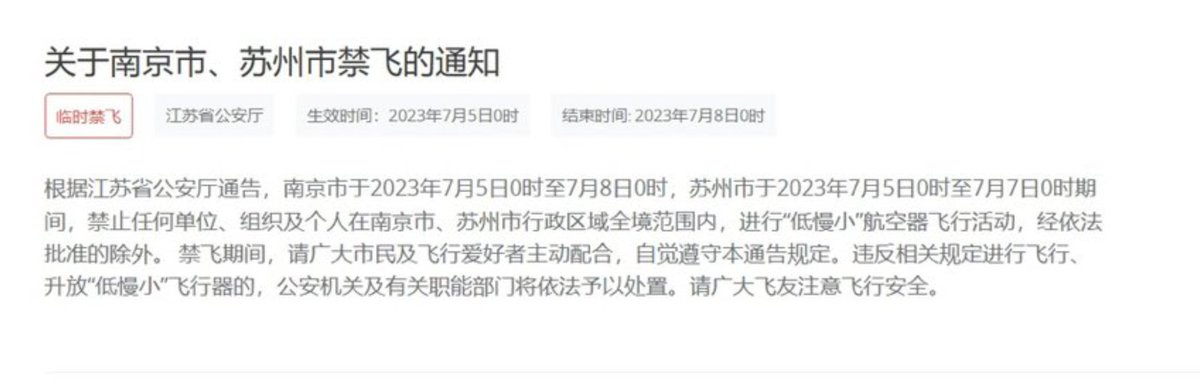 关于南京市、苏州市禁飞的通知
临时禁飞 江苏省公安厅 生效时间：2023年7月5日0时 结束时间: 2023年7月8日0时
根据江苏省公安厅通告，南京市于2023年7月5日0时至7月8日0时，苏州市于2023年7月5日0时至7月7日0时期
间，禁止任何单位、组织及个人在南京市、苏州市行政区域全境范围内，进行“低慢小”航空器飞行活动，经依法
批准的除外。 禁飞期间，请广大市民及飞行爱好者主动配合，自觉遵守本通告规定。违反相关规定进行飞行、
升放“低慢小”飞行器的，公安机关及有关职能部门将依法予以处置。请广大飞友注意飞行安全。